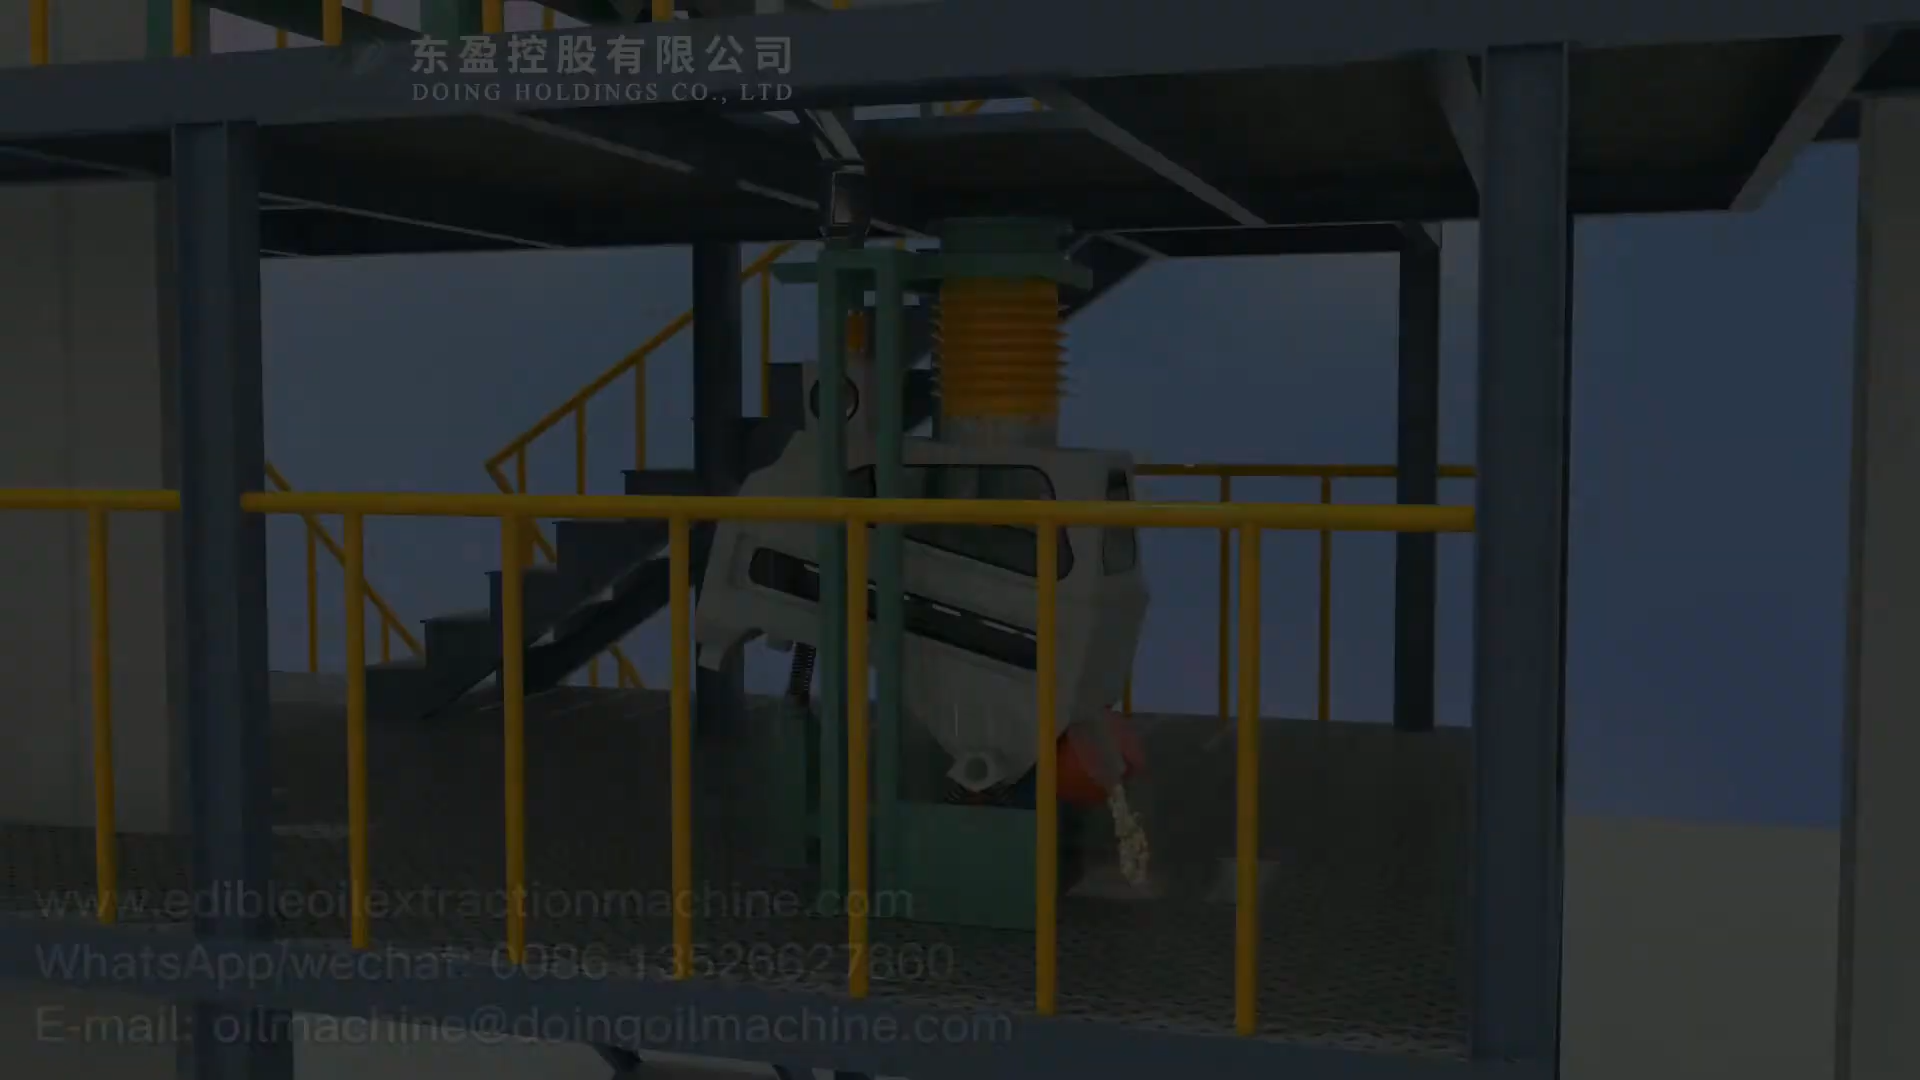 东盈控股有限公司
DOING HOLDINGS CO., LTD
www.edibleoilextractionmachine.com
WhatsApp/wechat: 0086 13526627860
E-mail: oilmachine@doingoilmachine.com